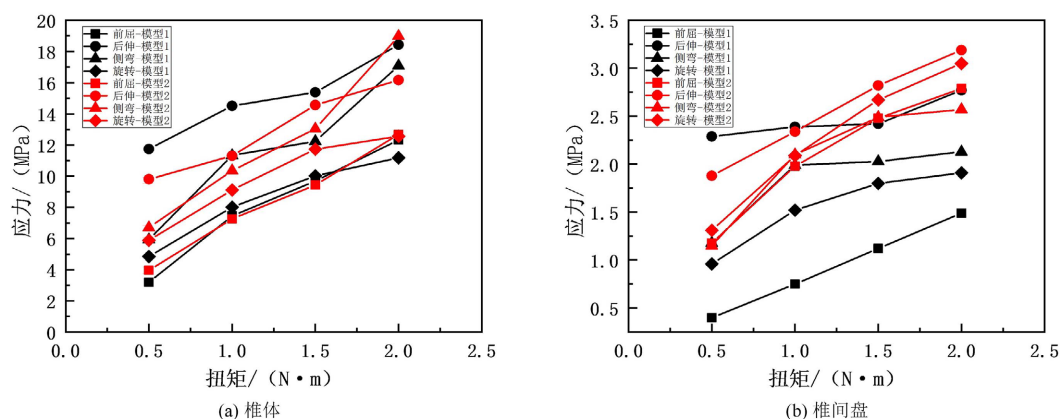 20
18
16
14
12
10
8
6
4
2
0
应力/（MPa）
前屈-模型1
后伸-模型1
侧弯-模型1
旋转-模型1
前屈-模型2
后伸-模型2
侧弯-模型2
旋转-模型2
0.0 0.5 1.0 1.5 2.0 2.5
扭矩/（N·m）
(a) 椎体
3.5
3.0
2.5
2.0
1.5
1.0
0.5
应力/（MPa）
前屈-模型1
后伸-模型1
侧弯-模型1
旋转-模型1
前屈-模型2
后伸-模型2
侧弯-模型2
旋转-模型2
0.0 0.5 1.0 1.5 2.0 2.5
扭矩/（N·m）
(b) 椎间盘